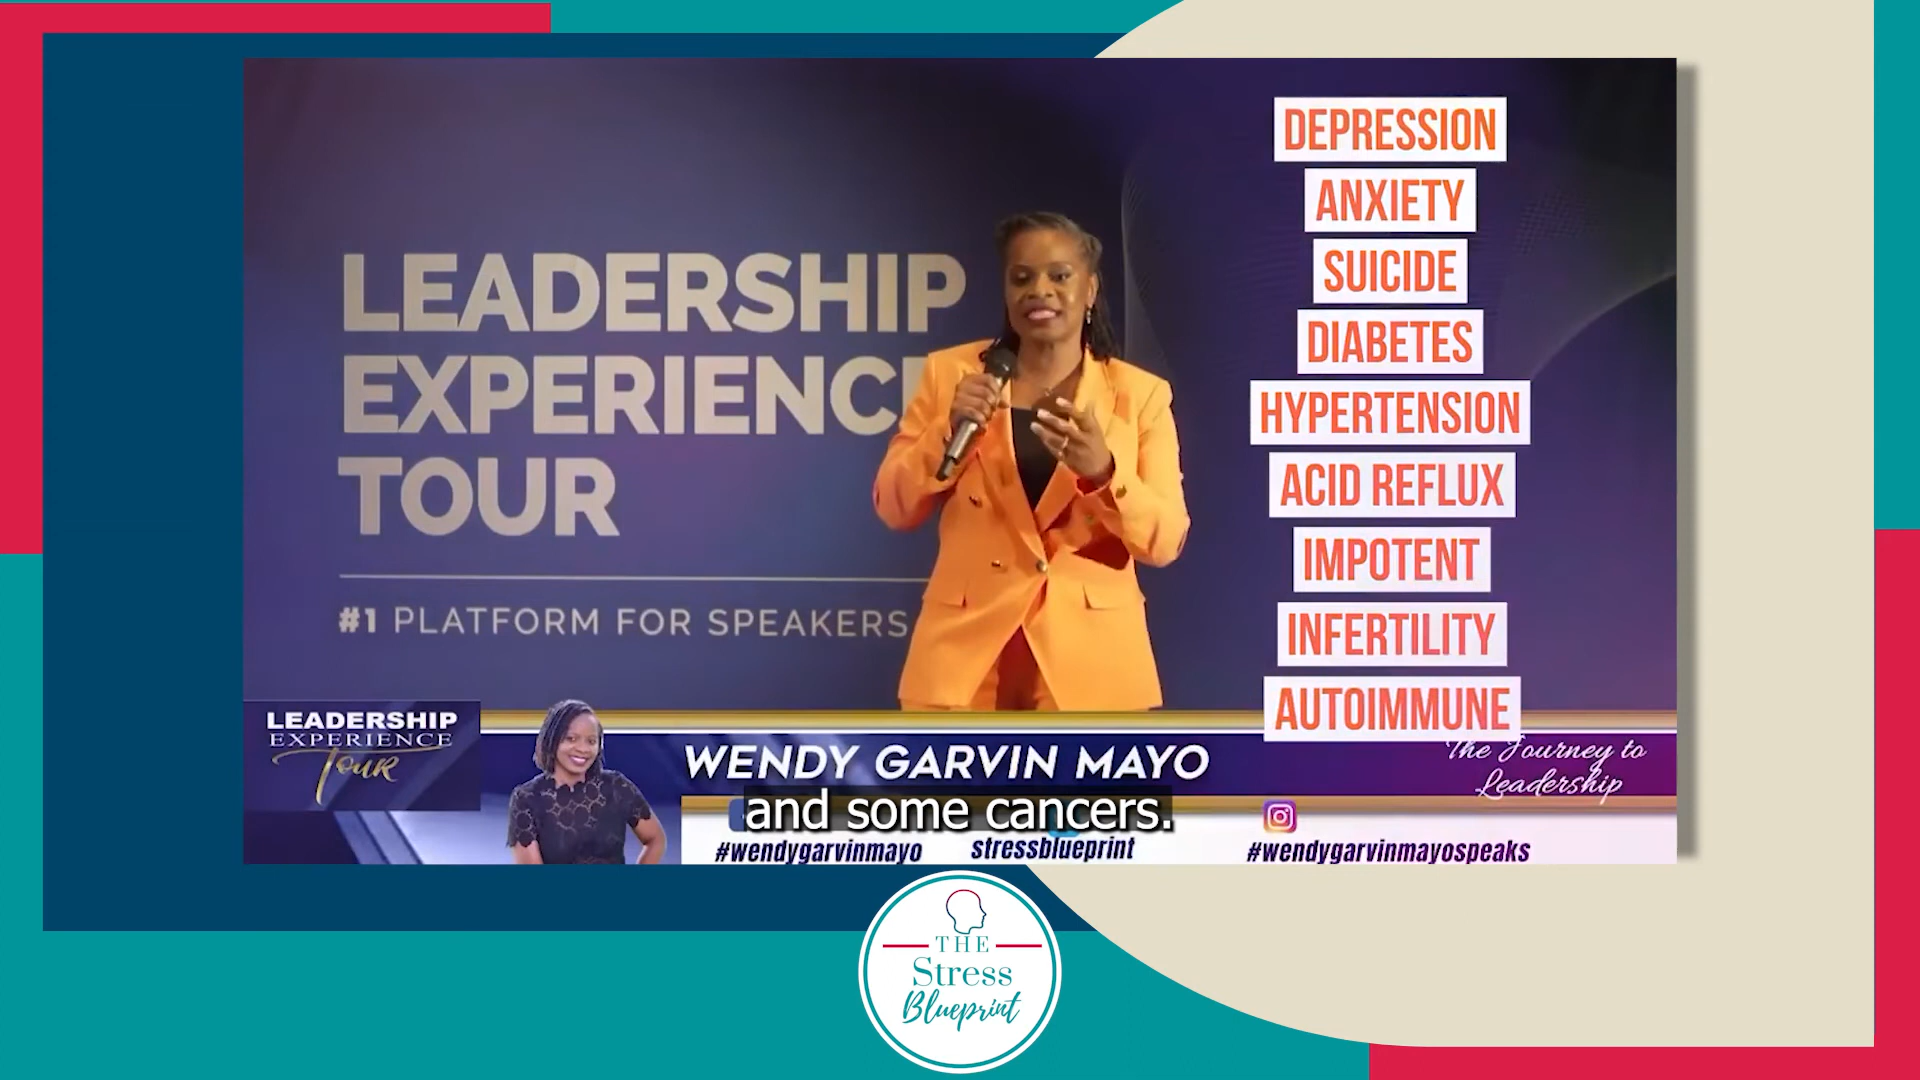 LEADERSHIP
EXPERIENC
TOUR
#1 PLATFORM FOR SPEAKERS
DEPRESSION
ANXIETY
SUICIDE
DIABETES
HYPERTENSION
ACID REFLUX
IMPOTENT
INFERTILITY
AUTOIMMUNE
LEADERSHIP
EXPERIENCE
Tour
WENDY GARVIN MAYO
The Journey to
Leadership
and some cancers.
#wendygarvinmayo
stressblueprint
#wendygarvinmayospeaks
THE
Stress
Blueprint